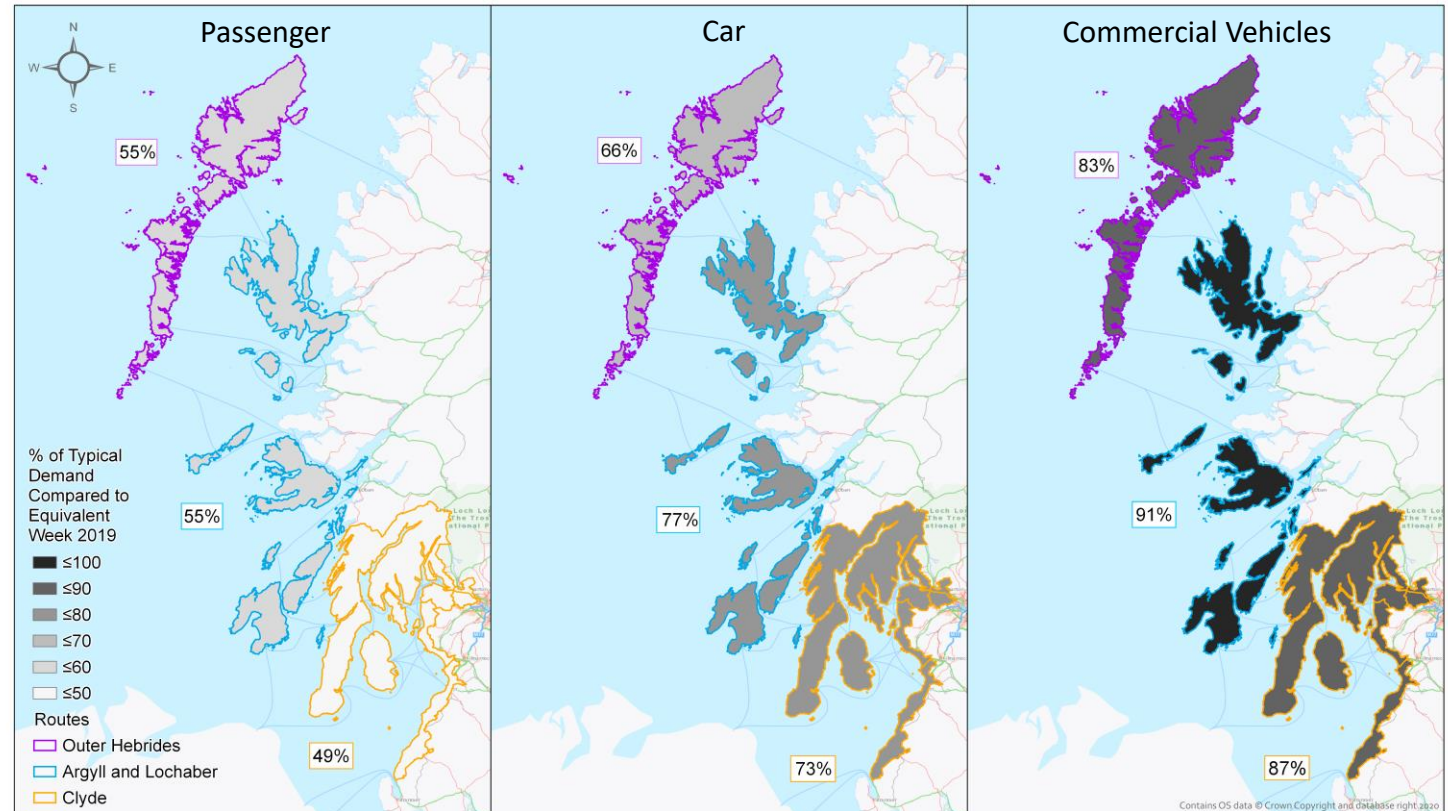 Passenger
Car
Commercial Vehicles
N
W
E
S
55%
66%
83%
% of Typical
Demand
Compared to
Equivalent
Week 2019
≤100
≤90
≤80
≤70
≤60
≤50
Routes
Outer Hebrides
Argyll and Lochaber
Clyde
55%
77%
91%
49%
73%
87%
Contains OS data © Crown Copyright and database right 2020